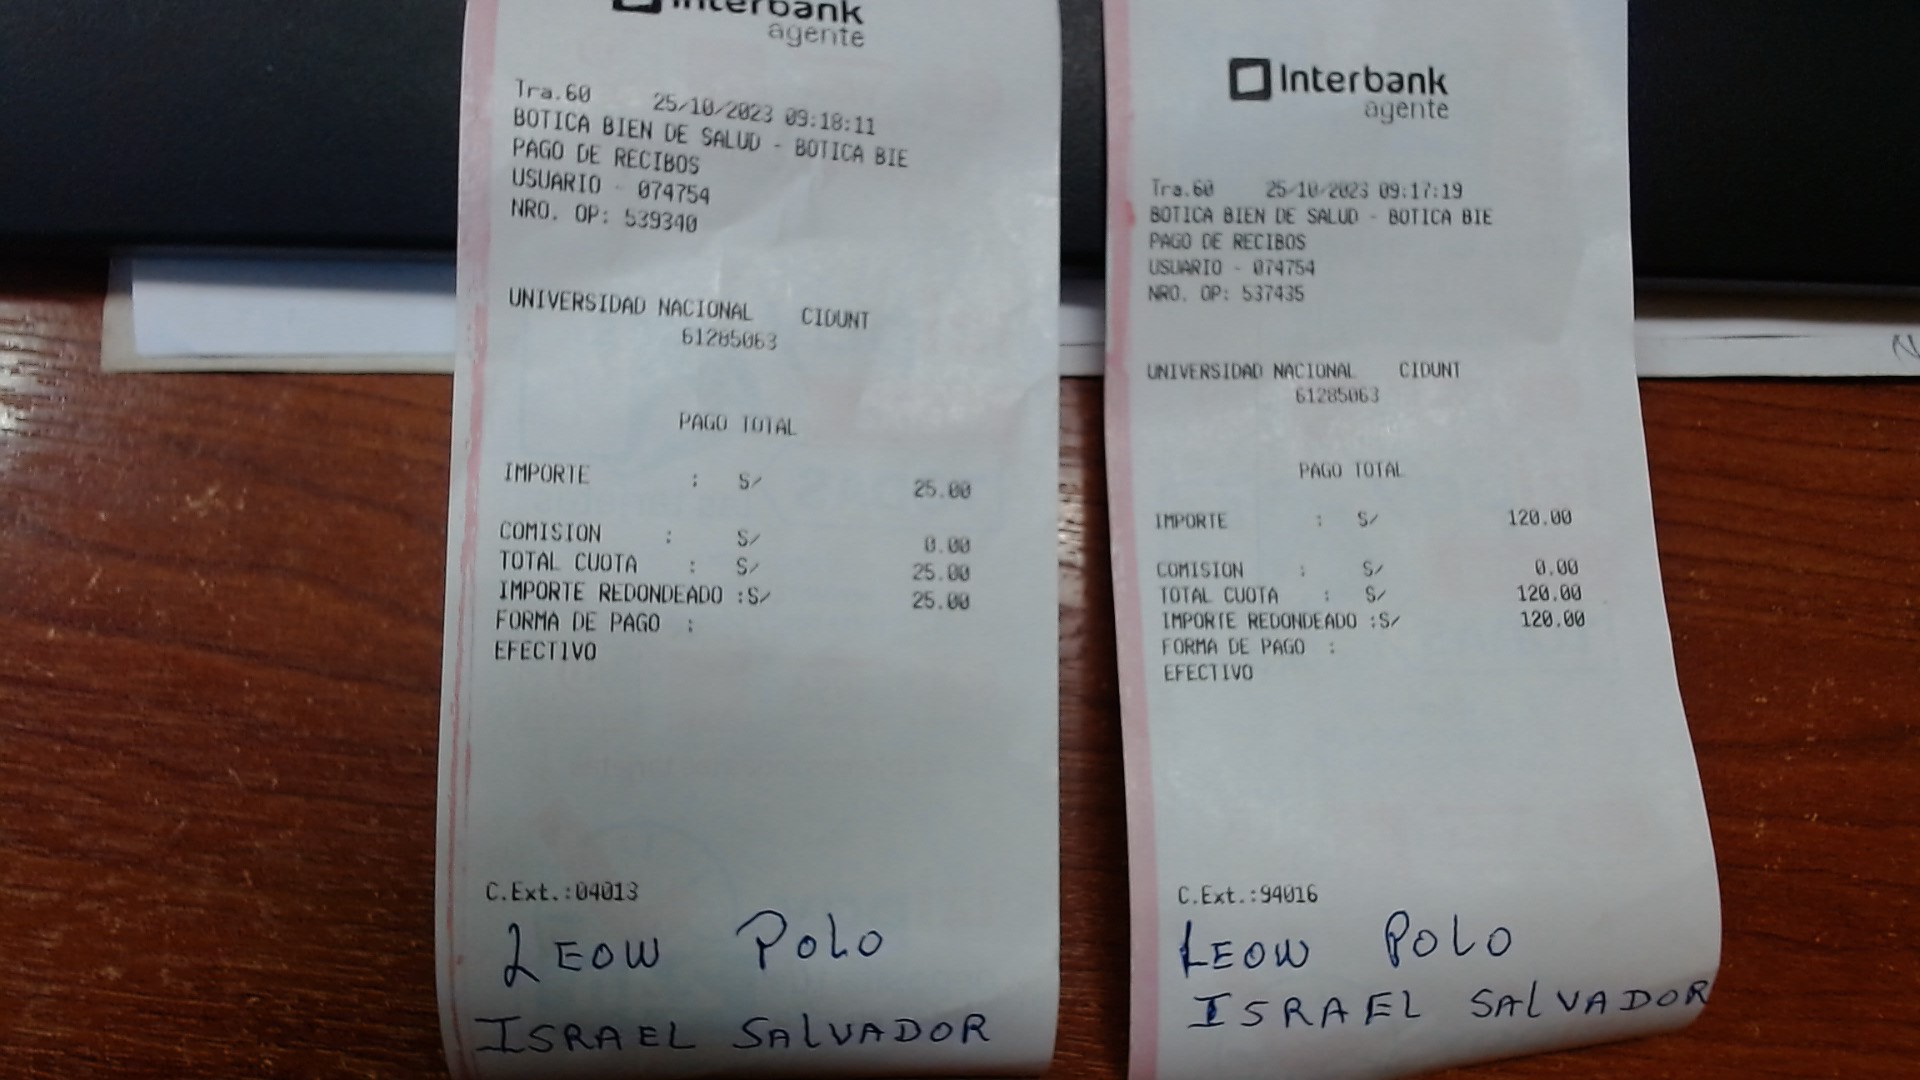 Interbank
agente
Tra.60 25/10/2023 09:18:11
BOTICA BIEN DE SALUD - BOTICA BIE
PAGO DE RECIBOS
USUARIO - 074754
NRO. OP: 539340
UNIVERSIDAD NACIONAL CIDUNT
61285063
PAGO TOTAL
IMPORTE : S/ 25.00
COMISION : S/ 0.00
TOTAL CUOTA : S/ 25.00
IMPORTE REDONDEADO :S/ 25.00
FORMA DE PAGO :
EFECTIVO
C.Ext.:04013
LEOW POLO
ISRAEL SALVADOR
Interbank
agente
Tra.60 25/10/2023 09:17:19
BOTICA BIEN DE SALUD - BOTICA BIE
PAGO DE RECIBOS
USUARIO - 074754
NRO. OP: 537435
UNIVERSIDAD NACIONAL CIDUNT
61285063
PAGO TOTAL
IMPORTE : S/ 120.00
COMISION : S/ 0.00
TOTAL CUOTA : S/ 120.00
IMPORTE REDONDEADO :S/ 120.00
FORMA DE PAGO :
EFECTIVO
C.Ext.:94016
LEOW POLO
ISRAEL SALVADOR